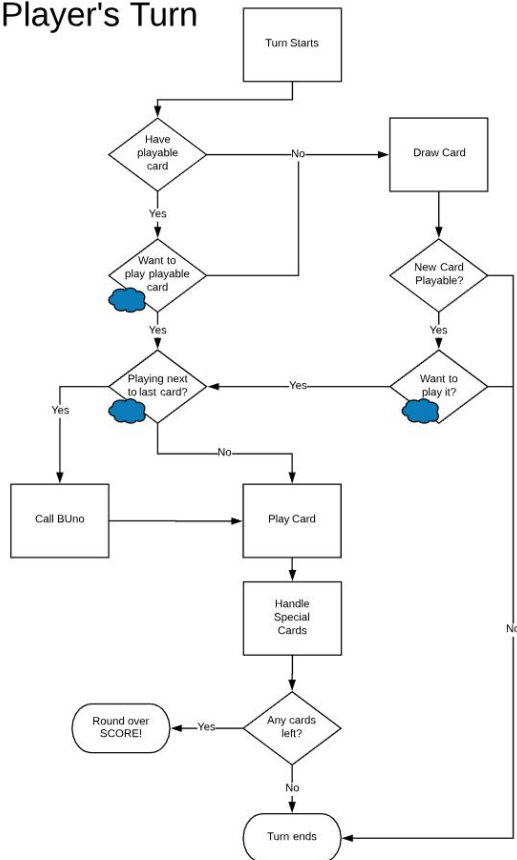 Player's Turn
Turn Starts
Have
playable
card
No
Draw Card
Yes
Want to
play playable
card
New Card
Playable?
Yes
Yes
Playing next
to last card?
Yes
Want to
play it?
Yes
No
Call BUno
Play Card
Handle
Special
Cards
No
Round over
SCORE!
Yes
Any cards
left?
No
Turn ends